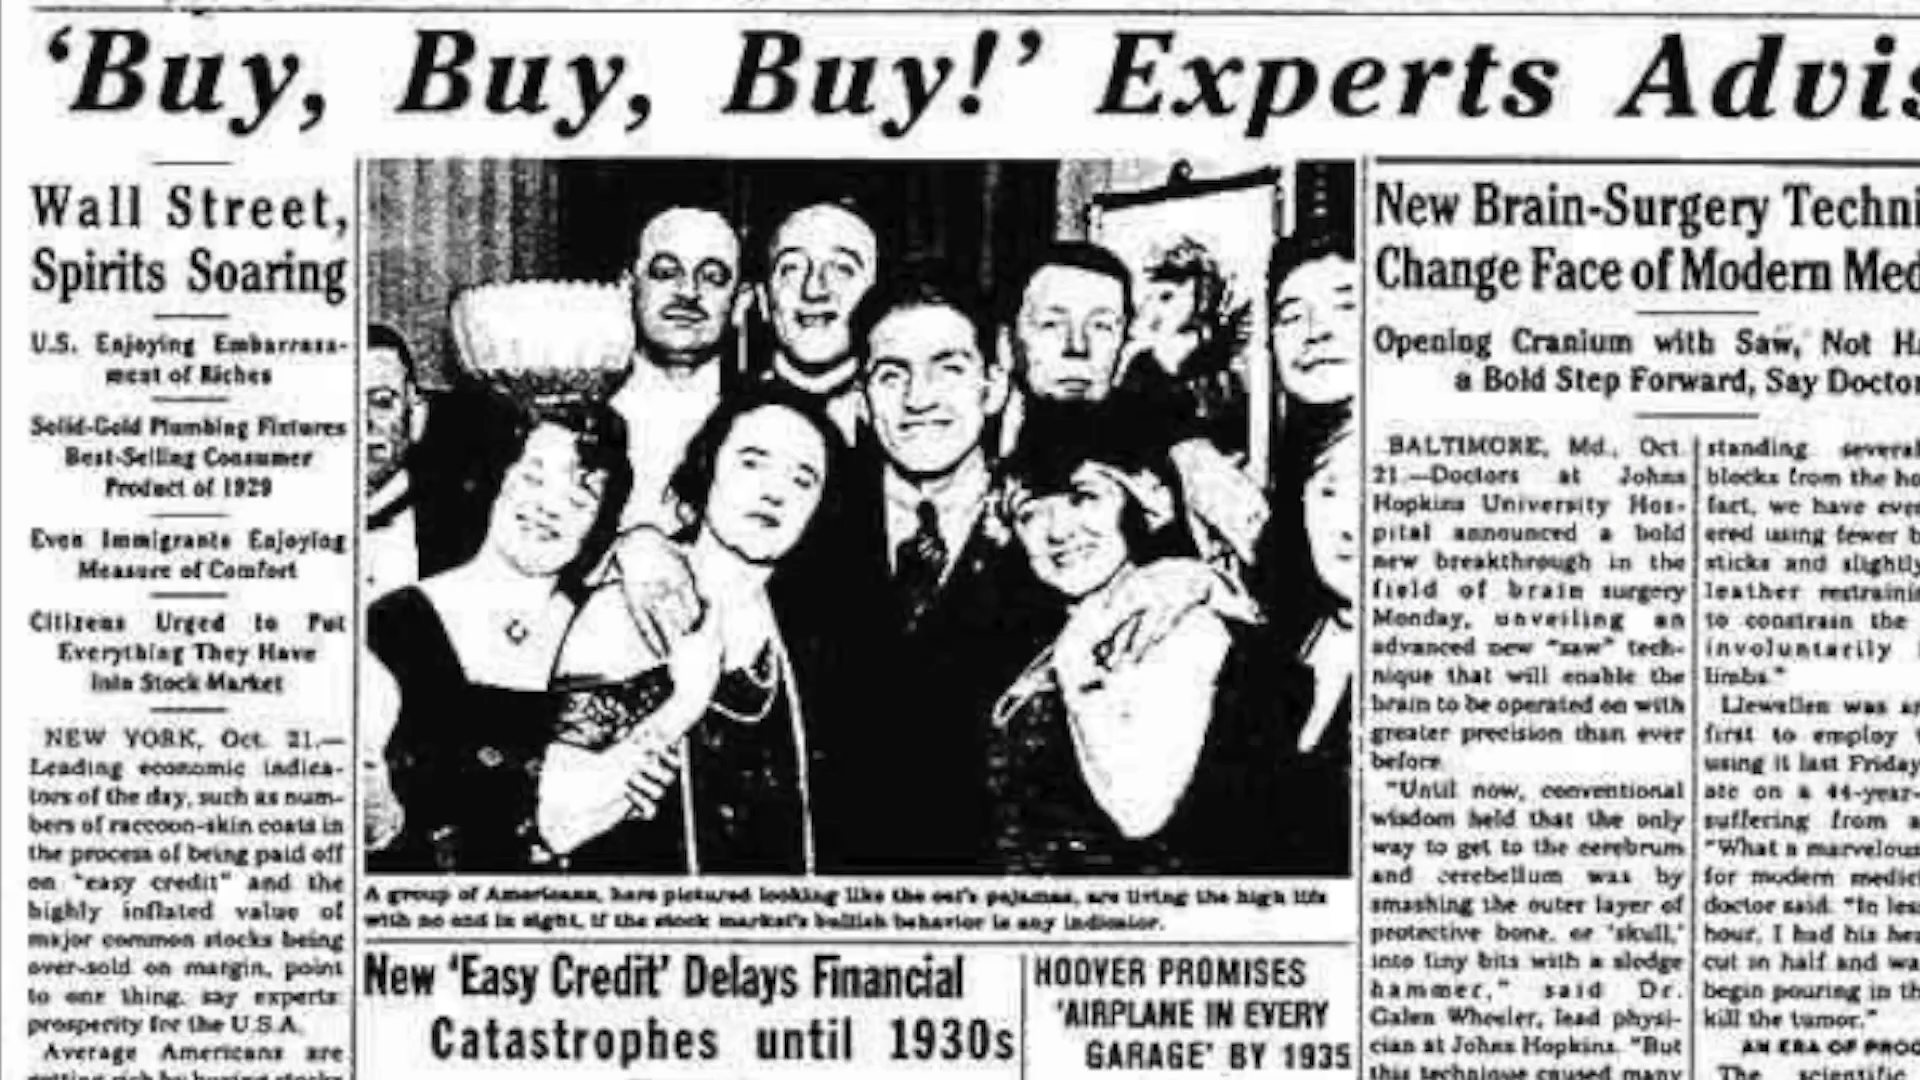 'Buy, Buy, Buy!' Experts Advis
Wall Street,
Spirits Soaring
U.S. Enjoying Embarrass-
ment of Riches
Solid-Gold Plumbing Fixtures
Best-Selling Consumer
Product of 1929
Even Immigrants Enjoying
Measure of Comfort
Citizens Urged to Put
Everything They Have
Into Stock Market
NEW YORK, Oct. 21.—
Leading economic indica-
tors of the day, such as num-
bers of raccoon-skin coats in
the process of being paid off
on "easy credit" and the
highly inflated value of
major common stocks being
over-sold on margin, point
to one thing, say experts:
prosperity for the U.S.A.
Average Americans are
getting rich by buying stocks
A group of Americans, here pictured looking like the cat's pajamas, are living the high life
with no end in sight, if the stock market's bullish behavior is any indicator.
New 'Easy Credit' Delays Financial
Catastrophes until 1930s
HOOVER PROMISES
'AIRPLANE IN EVERY
GARAGE' BY 1935
New Brain-Surgery Techni
Change Face of Modern Med
Opening Cranium with Saw, Not Ha
a Bold Step Forward, Say Doctor
BALTIMORE, Md., Oct.
21.—Doctors at Johns
Hopkins University Hos-
pital announced a bold
new breakthrough in the
field of brain surgery
Monday, unveiling an
advanced new "saw" tech-
nique that will enable the
brain to be operated on with
greater precision than ever
before.
"Until now, conventional
wisdom held that the only
way to get to the cerebrum
and cerebellum was by
smashing the outer layer of
protective bone, or 'skull,'
into tiny bits with a sledge
hammer," said Dr.
Galen Wheeler, lead physi-
cian at Johns Hopkins. "But
this technique caused many
standing several
blocks from the ho
fact, we have eve
ered using fewer b
sticks and slightly
leather restraini
to constrain the
involuntarily
limbs."
Llewellen was a
first to employ
using it last Friday
ate on a 44-year-
suffering from a
"What a marvelous
for modern medic
doctor said. "In les
hour, I had his hea
cut in half and wa
begin pouring in th
kill the tumor."
AN ERA OF PROG
The scientific